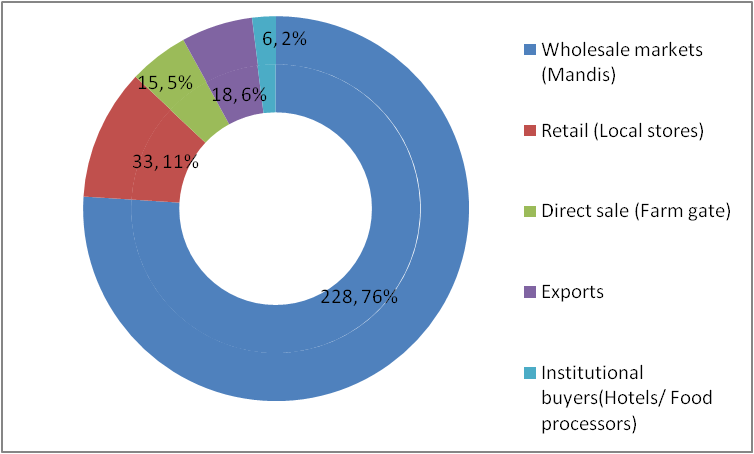 6, 2%
15, 5%
18, 6%
33, 11%
228, 76%
Wholesale markets
(Mandis)
Retail (Local stores)
Direct sale (Farm gate)
Exports
Institutional
buyers(Hotels/ Food
processors)